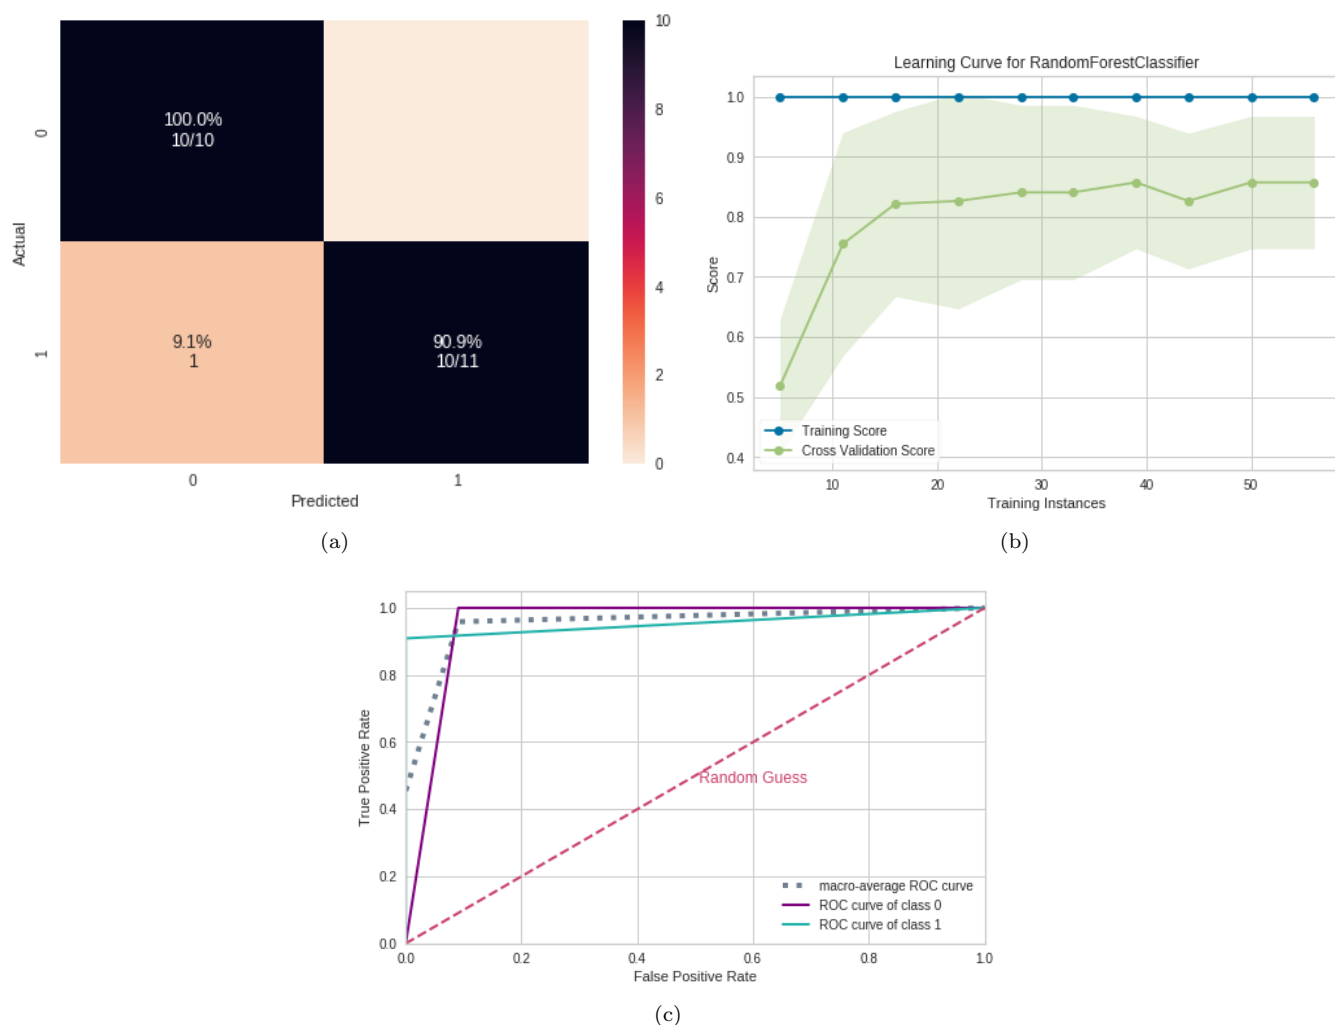 100.0%
10/10
9.1%
1
90.9%
10/11
0
1
Actual
0
1
Predicted
10
8
6
4
2
0
(a)
Learning Curve for RandomForestClassifier
1.0
0.9
0.8
0.7
0.6
0.5
0.4
Score
Training Score
Cross Validation Score
10 20 30 40 50
Training Instances
(b)
1.0
0.8
0.6
0.4
0.2
0.0
True Positive Rate
Random Guess
macro-average ROC curve
ROC curve of class 0
ROC curve of class 1
0.0 0.2 0.4 0.6 0.8 1.0
False Positive Rate
(c)